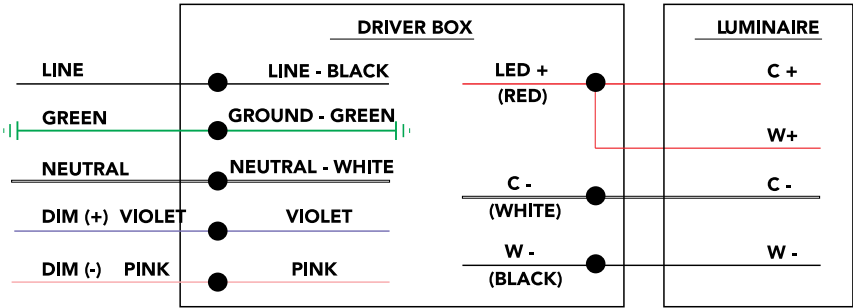 DRIVER BOX
LUMINAIRE
LINE
LINE - BLACK
LED +
(RED)
C +
GREEN
GROUND - GREEN
W+
NEUTRAL
NEUTRAL - WHITE
C -
(WHITE)
C -
DIM (+) VIOLET
VIOLET
W -
(BLACK)
W -
DIM (-) PINK
PINK